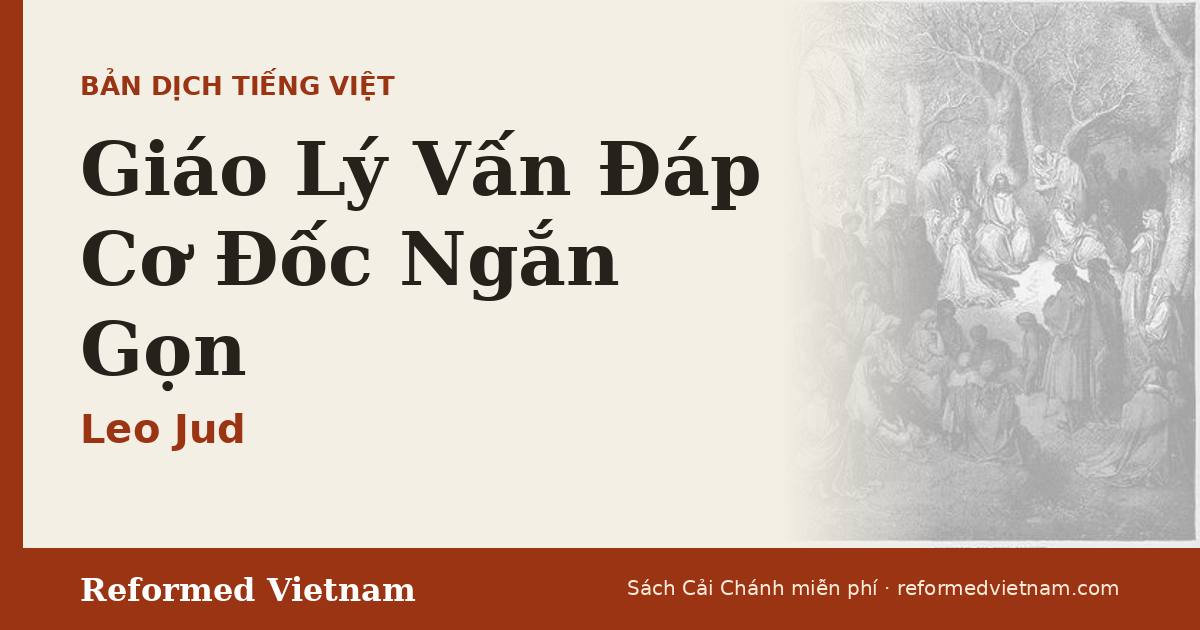 BẢN DỊCH TIẾNG VIỆT
Giáo Lý Vấn Đáp
Cơ Đốc Ngắn
Gọn
Leo Jud
Reformed Vietnam
Sách Cải Chánh miễn phí · reformedvietnam.com